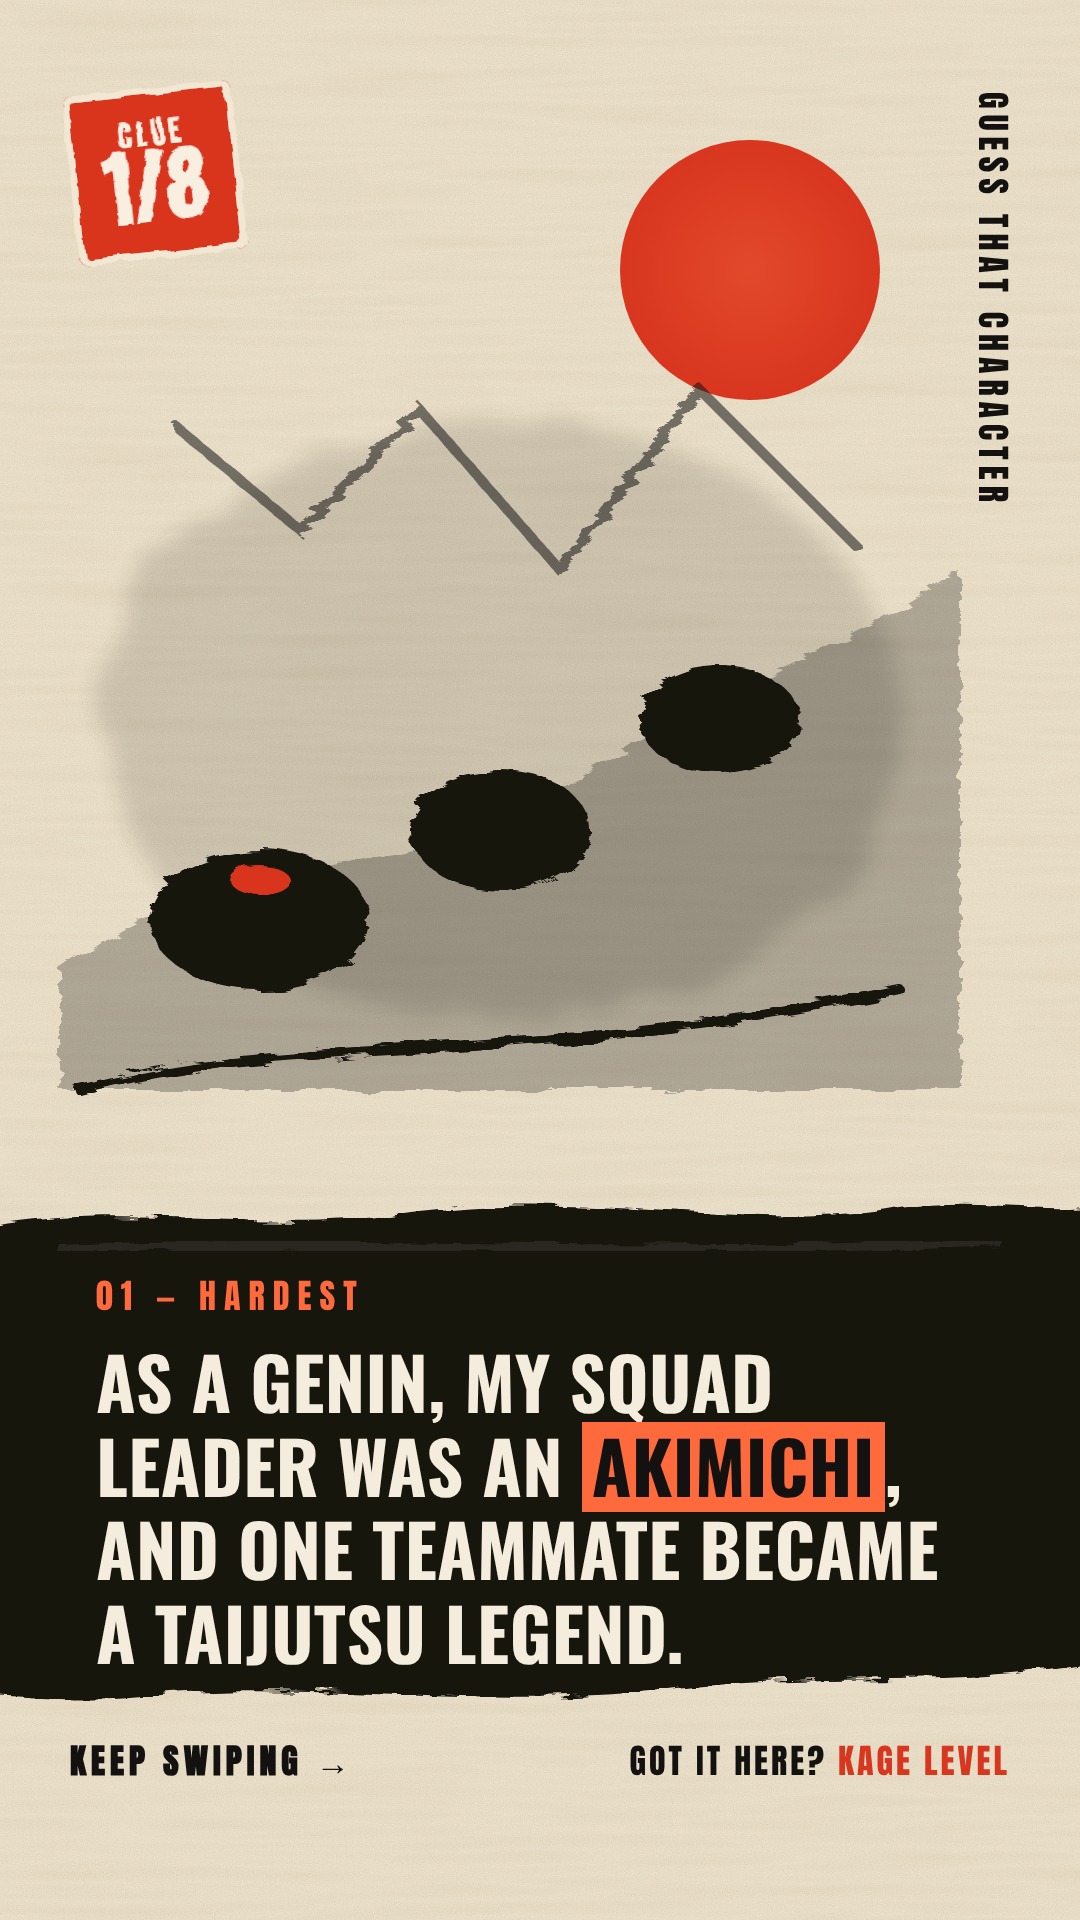 CLUE
1/8
GUESS THAT CHARACTER
01 – HARDEST
AS A GENIN, MY SQUAD
LEADER WAS AN AKIMICHI,
AND ONE TEAMMATE BECAME
A TAIJUTSU LEGEND.
KEEP SWIPING →
GOT IT HERE? KAGE LEVEL